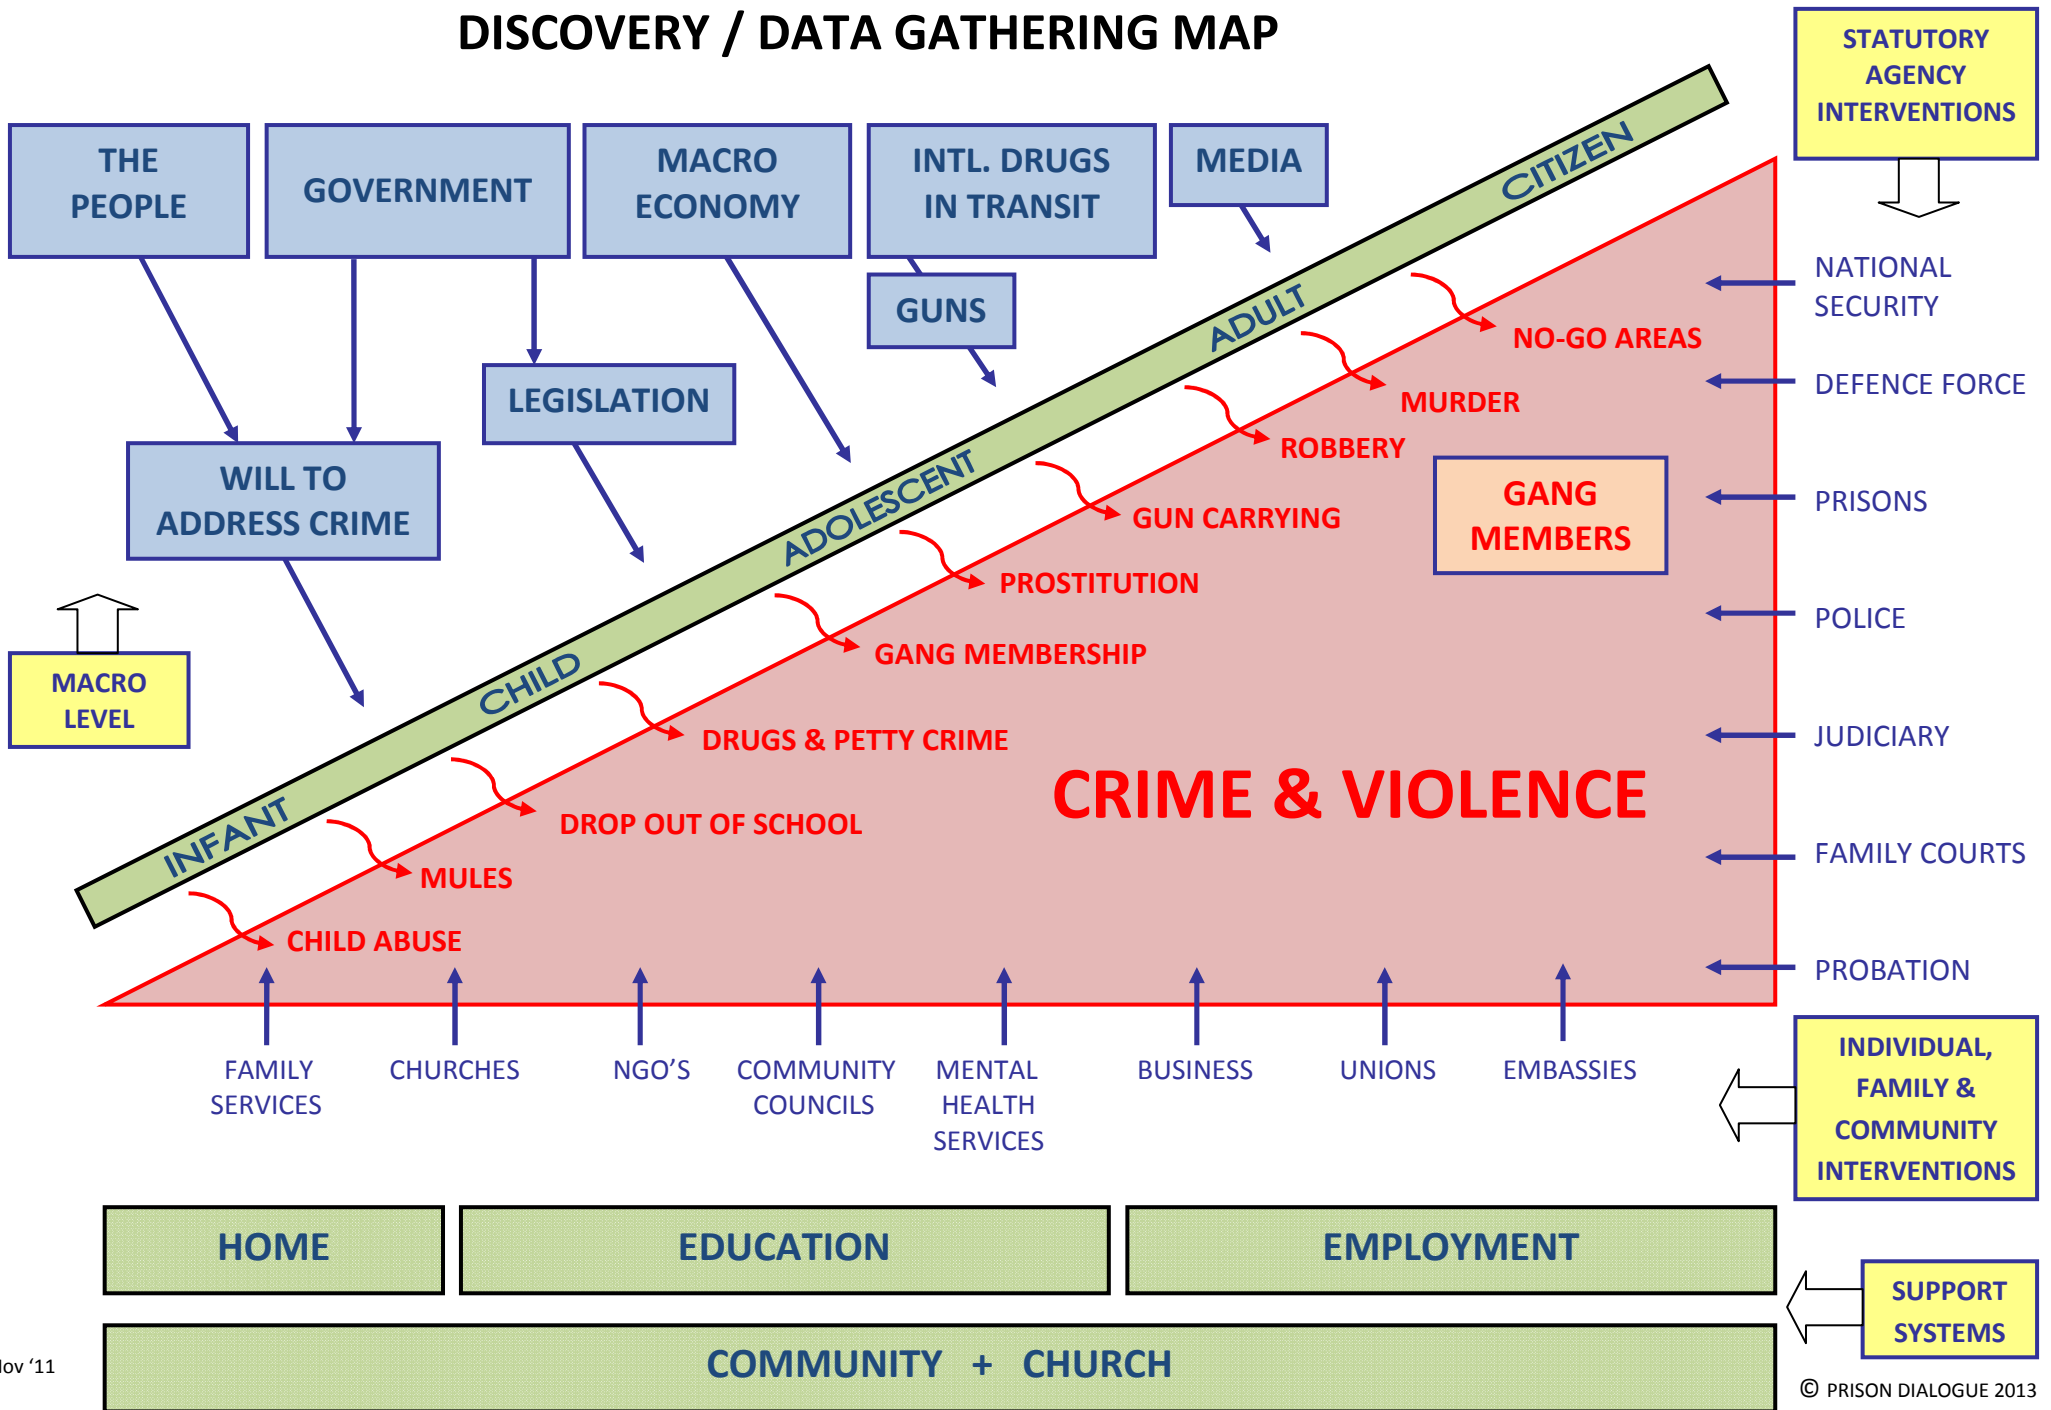 DISCOVERY / DATA GATHERING MAP
STATUTORY
AGENCY
INTERVENTIONS
THE
PEOPLE
GOVERNMENT
MACRO
ECONOMY
INTL. DRUGS
IN TRANSIT
MEDIA
GUNS
LEGISLATION
WILL TO
ADDRESS CRIME
MACRO
LEVEL
INFANT
CHILD
ADOLESCENT
ADULT
CITIZEN
NO-GO AREAS
MURDER
ROBBERY
GUN CARRYING
PROSTITUTION
GANG MEMBERSHIP
DRUGS & PETTY CRIME
DROP OUT OF SCHOOL
MULES
CHILD ABUSE
GANG
MEMBERS
CRIME & VIOLENCE
NATIONAL
SECURITY
DEFENCE FORCE
PRISONS
POLICE
JUDICIARY
FAMILY COURTS
PROBATION
FAMILY
SERVICES
CHURCHES
NGO'S
COMMUNITY
COUNCILS
MENTAL
HEALTH
SERVICES
BUSINESS
UNIONS
EMBASSIES
INDIVIDUAL,
FAMILY &
COMMUNITY
INTERVENTIONS
HOME
EDUCATION
EMPLOYMENT
SUPPORT
SYSTEMS
COMMUNITY + CHURCH
‘11
© PRISON DIALOGUE 2013